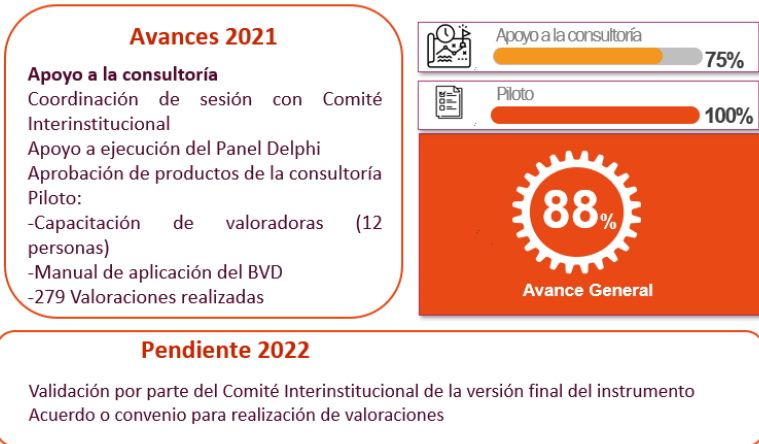 Avances 2021
Apoyo a la consultoría
Coordinación de sesión con Comité
Interinstitucional
Apoyo a ejecución del Panel Delphi
Aprobación de productos de la consultoría
Piloto:
-Capacitación de valoradoras (12
personas)
-Manual de aplicación del BVD
-279 Valoraciones realizadas
Apoyo a la consultoría
75%
Piloto
100%
88%
Avance General
Pendiente 2022
Validación por parte del Comité Interinstitucional de la versión final del instrumento
Acuerdo o convenio para realización de valoraciones